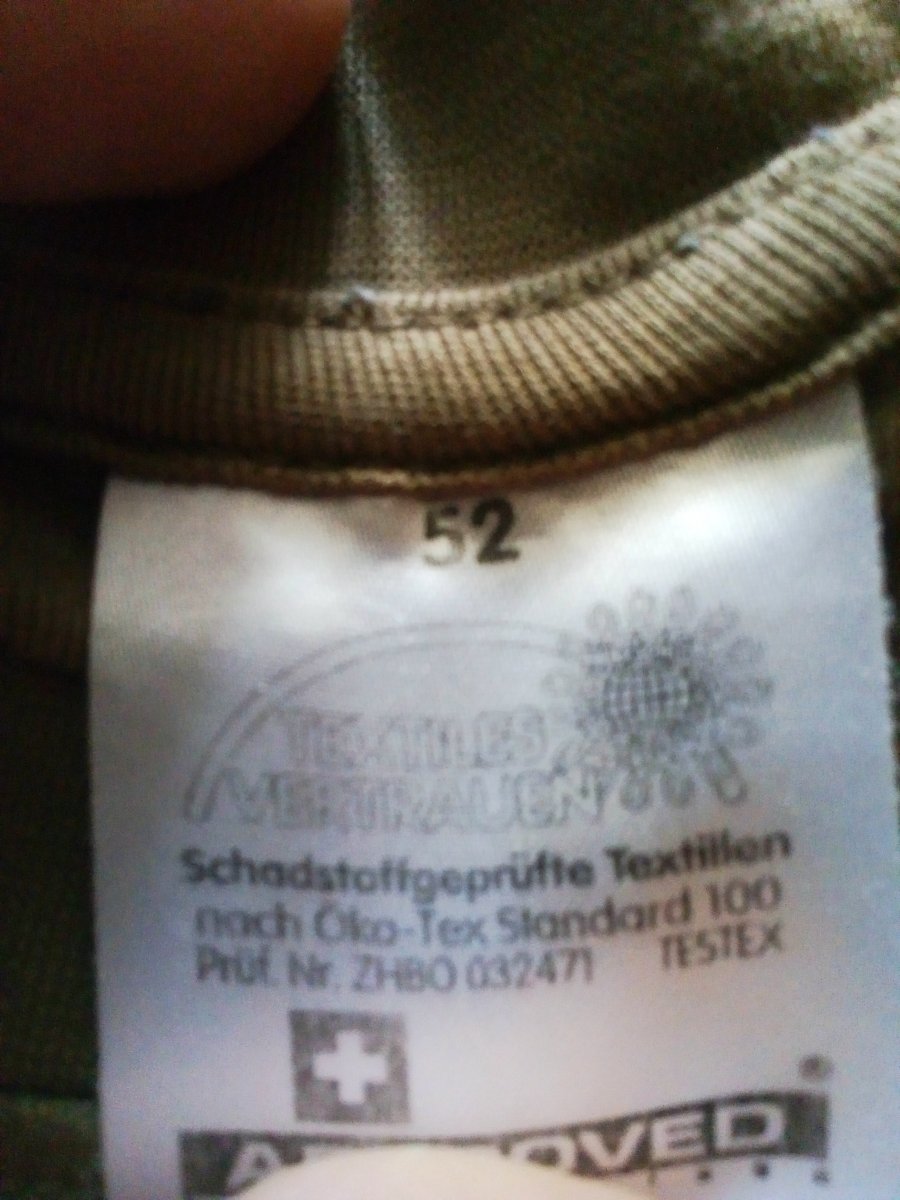 52
TEXTILES
VERTRAUEN
Schadstoffgeprüfte Textilien
nach Öko-Tex Standard 100
Prüf. Nr. ZHBO 032471 TESTEX
®